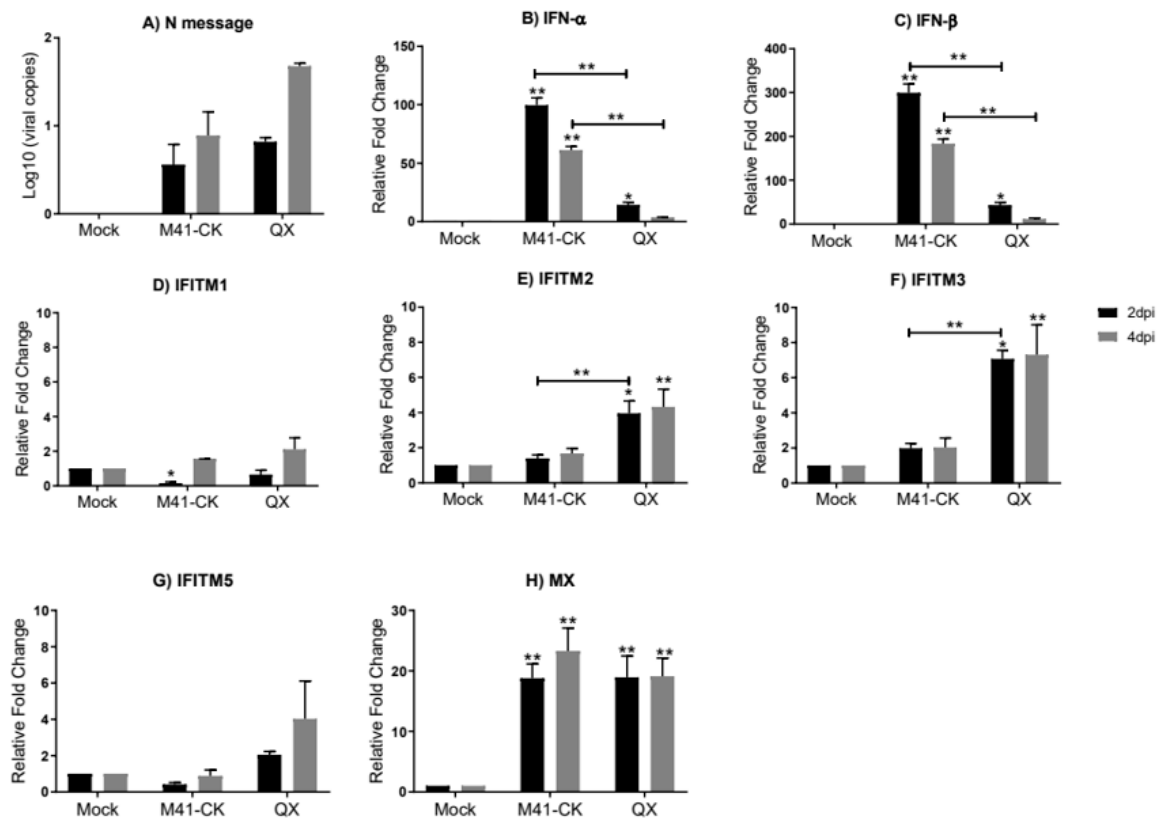 A) N message
Log10 (viral copies)
2
1
0
Mock M41-CK QX
B) IFN-α
Relative Fold Change
150
100
50
0
** ** * **
**
Mock M41-CK QX
C) IFN-β
Relative Fold Change
400
300
200
100
0
** ** * **
**
Mock M41-CK QX
D) IFITM1
Relative Fold Change
10
8
6
4
2
0
*
Mock M41-CK QX
E) IFITM2
Relative Fold Change
10
8
6
4
2
0
** * **
Mock M41-CK QX
F) IFITM3
Relative Fold Change
10
8
6
4
2
0
** * **
Mock M41-CK QX
2dpi
4dpi
G) IFITM5
Relative Fold Change
10
8
6
4
2
0
Mock M41-CK QX
H) MX
Relative Fold Change
30
20
10
0
** ** ** **
Mock M41-CK QX